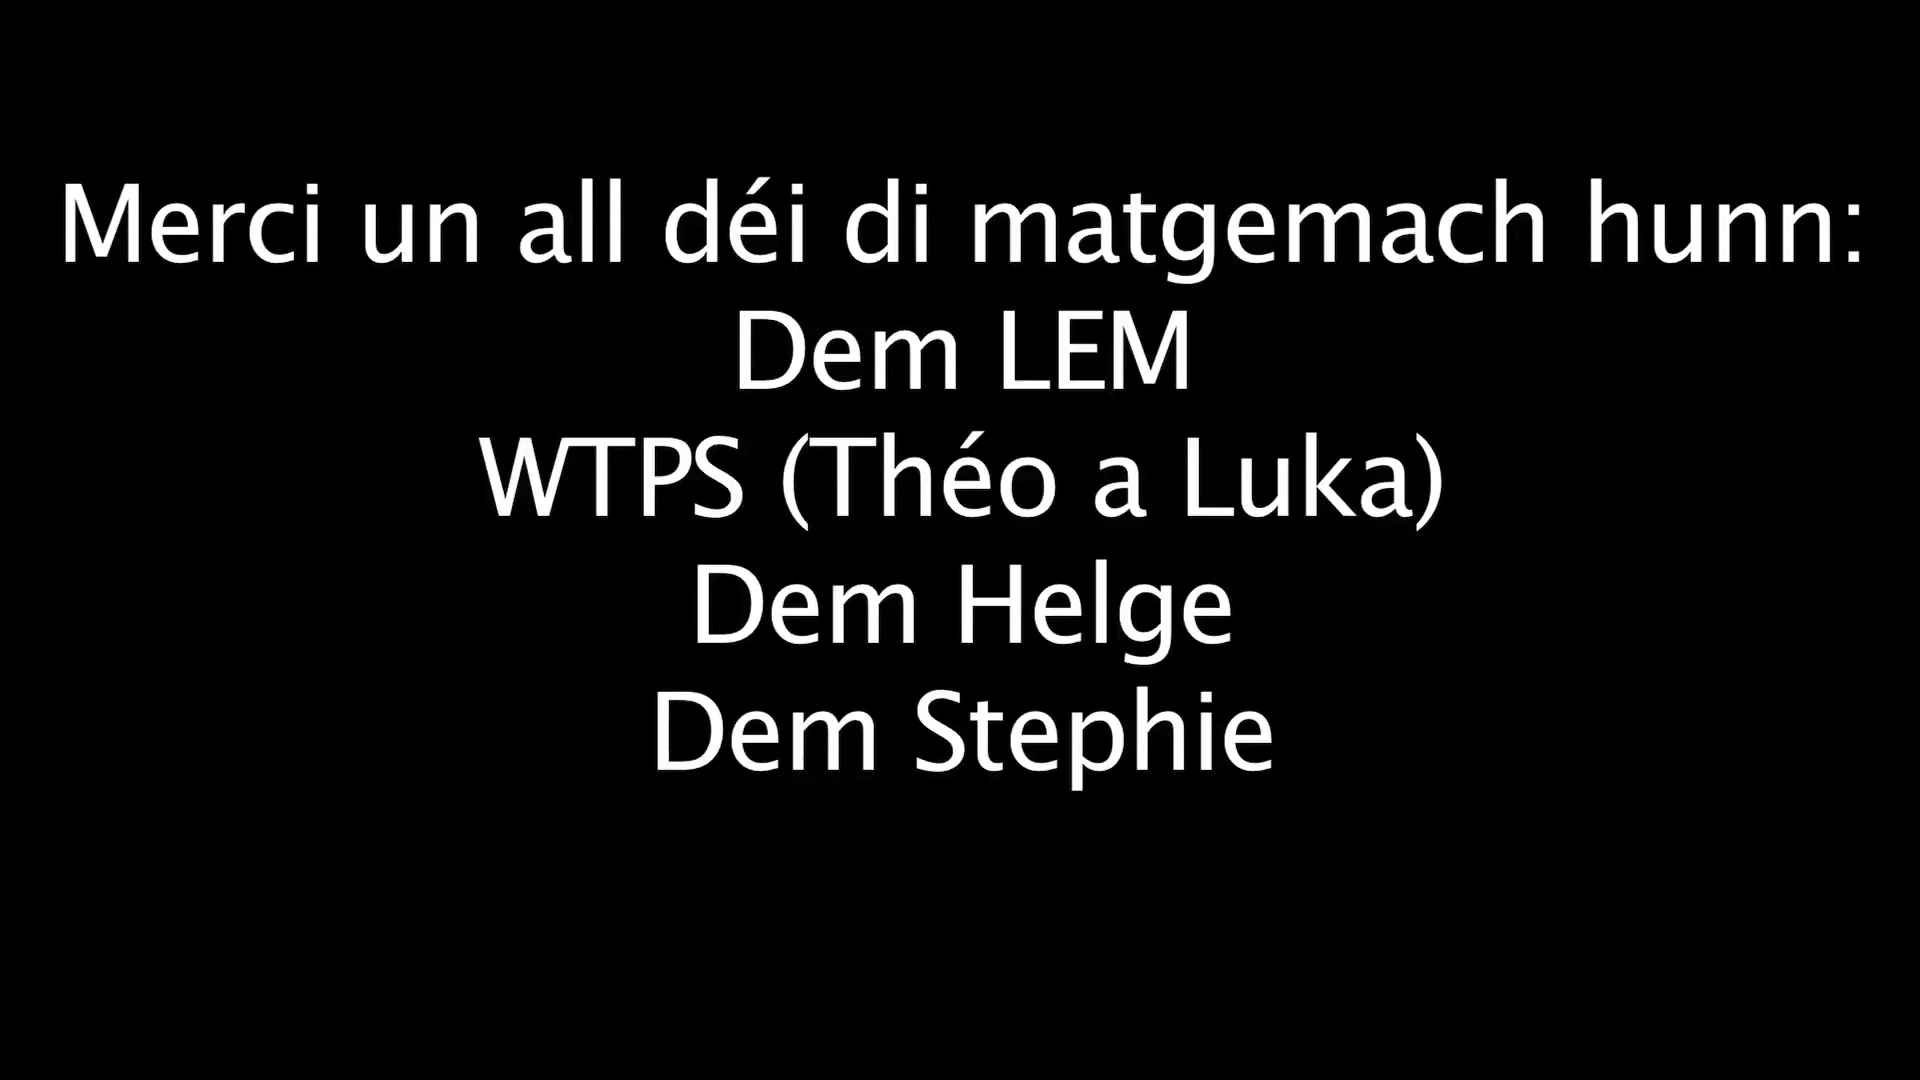 Merci un all déi di matgemach hunn:
Dem LEM
WTPS (Théo a Luka)
Dem Helge
Dem Stephie